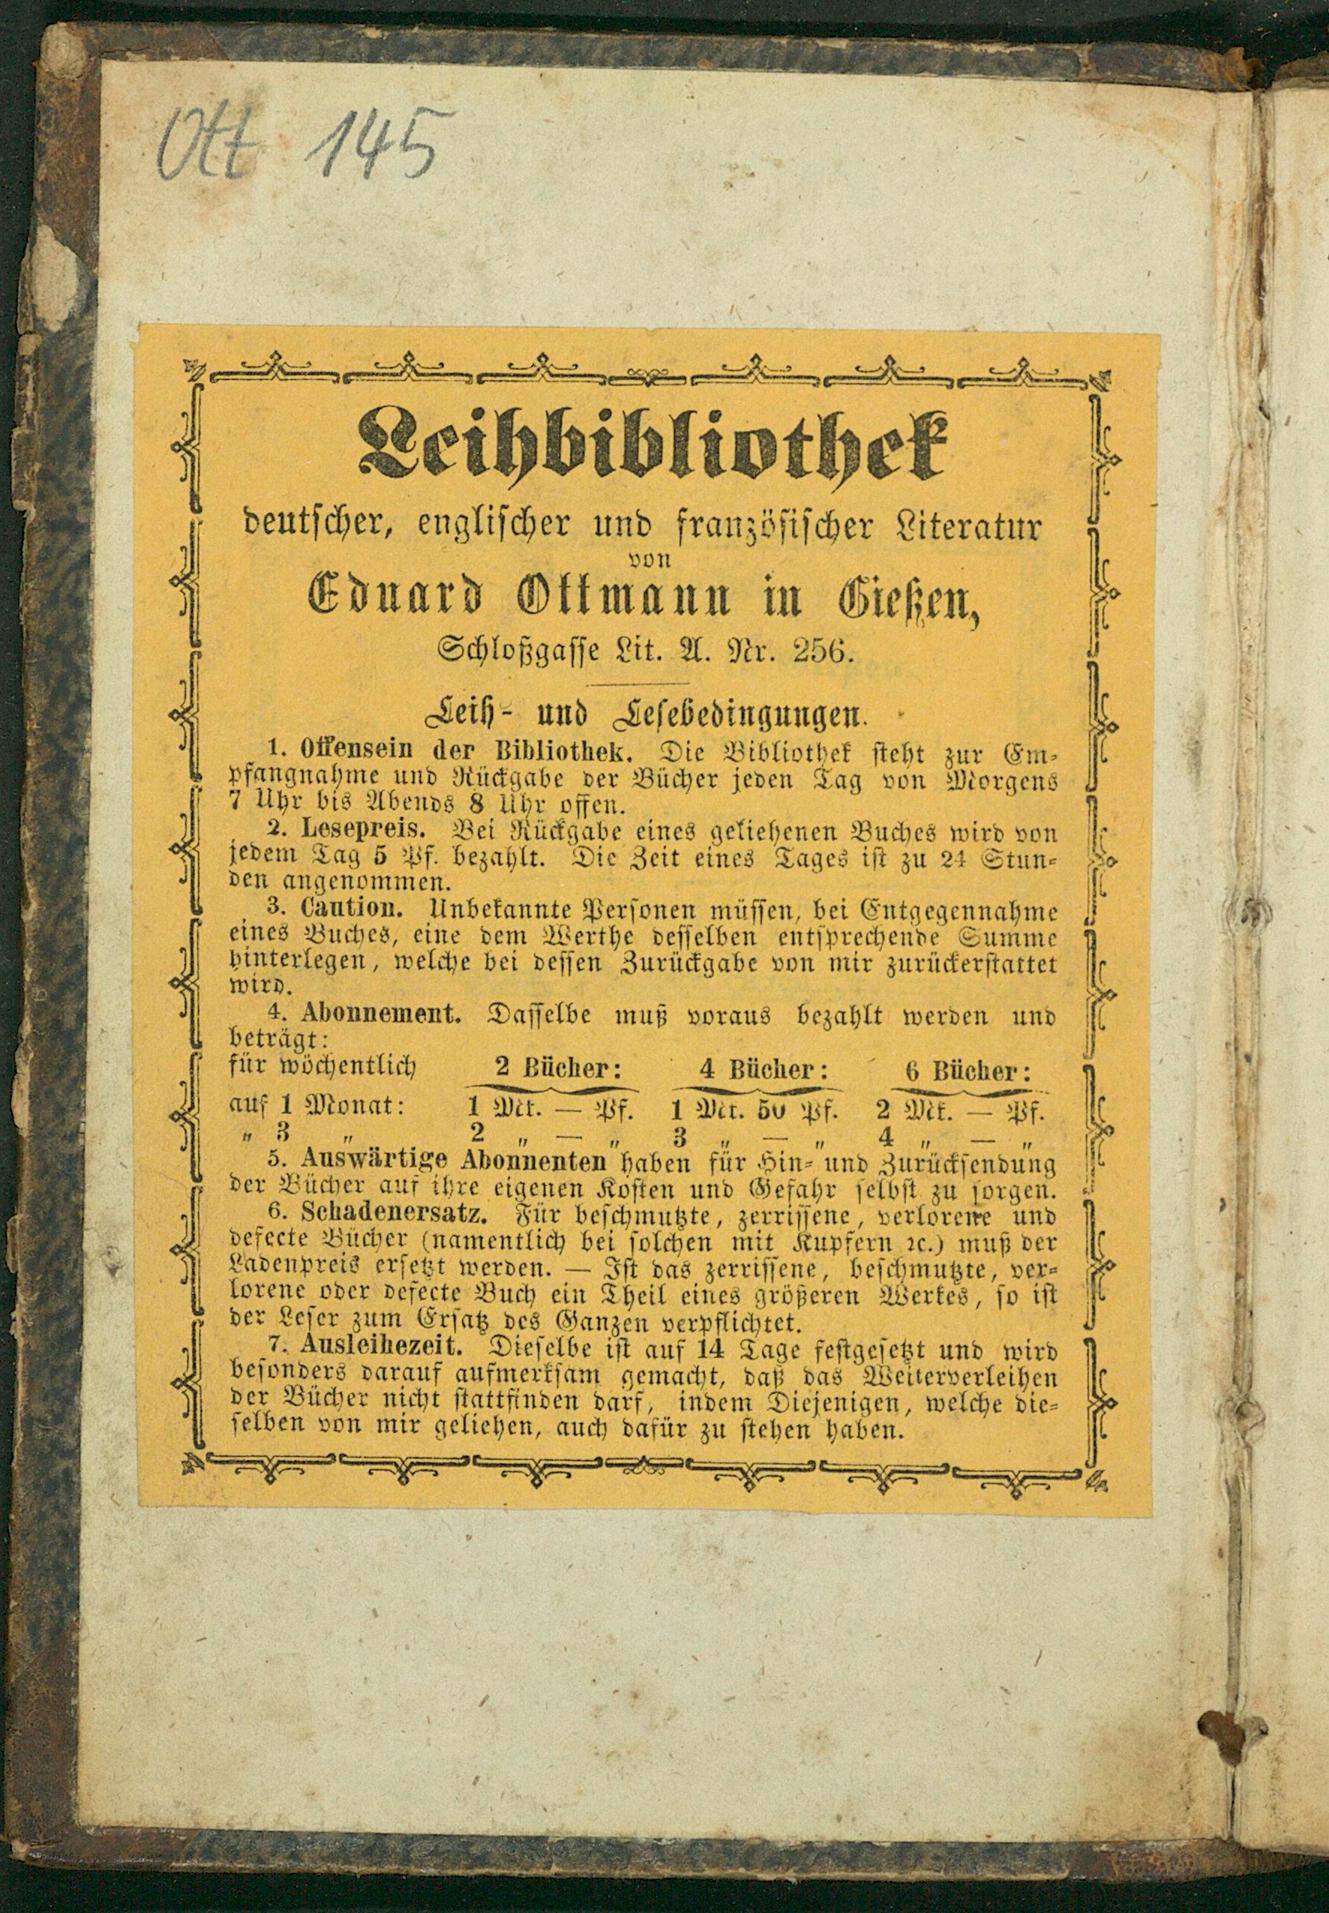 Ott 145
Leihbibliothek
deutscher, englischer und französischer Literatur
von
Eduard Ottmann in Gießen,
Schloßgasse Lit. A. Nr. 256.
Leih- und Lesebedingungen.
1. Offensein der Bibliothek. Die Bibliothek steht zur Em-
pfangnahme und Rückgabe der Bücher jeden Tag von Morgens
7 Uhr bis Abends 8 Uhr offen.
2. Lesepreis. Bei Rückgabe eines geliehenen Buches wird von
jedem Tag 5 Pf. bezahlt. Die Zeit eines Tages ist zu 24 Stun-
den angenommen.
3. Caution. Unbekannte Personen müssen, bei Entgegennahme
eines Buches, eine dem Werthe desselben entsprechende Summe
hinterlegen, welche bei dessen Zurückgabe von mir zurückerstattet
wird.
4. Abonnement. Dasselbe muß voraus bezahlt werden und
beträgt:
für wöchentlich 2 Bücher: 4 Bücher: 6 Bücher:
auf 1 Monat: 1 Mk. — Pf. 1 Mk. 50 Pf. 2 Mk. — Pf.
„ 3 „ 2 „ — „ 3 „ — „ 4 „ — „
5. Auswärtige Abonnenten haben für Hin- und Zurücksendung
der Bücher auf ihre eigenen Kosten und Gefahr selbst zu sorgen.
6. Schadenersatz. Für beschmutzte, zerrissene, verlorene und
defecte Bücher (namentlich bei solchen mit Kupfern ꝛc.) muß der
Ladenpreis ersetzt werden. — Ist das zerrissene, beschmutzte, ver-
lorene oder defecte Buch ein Theil eines größeren Werkes, so ist
der Leser zum Ersatz des Ganzen verpflichtet.
7. Ausleihezeit. Dieselbe ist auf 14 Tage festgesetzt und wird
besonders darauf aufmerksam gemacht, daß das Weiterverleihen
der Bücher nicht stattfinden darf, indem Diejenigen, welche die-
selben von mir geliehen, auch dafür zu stehen haben.